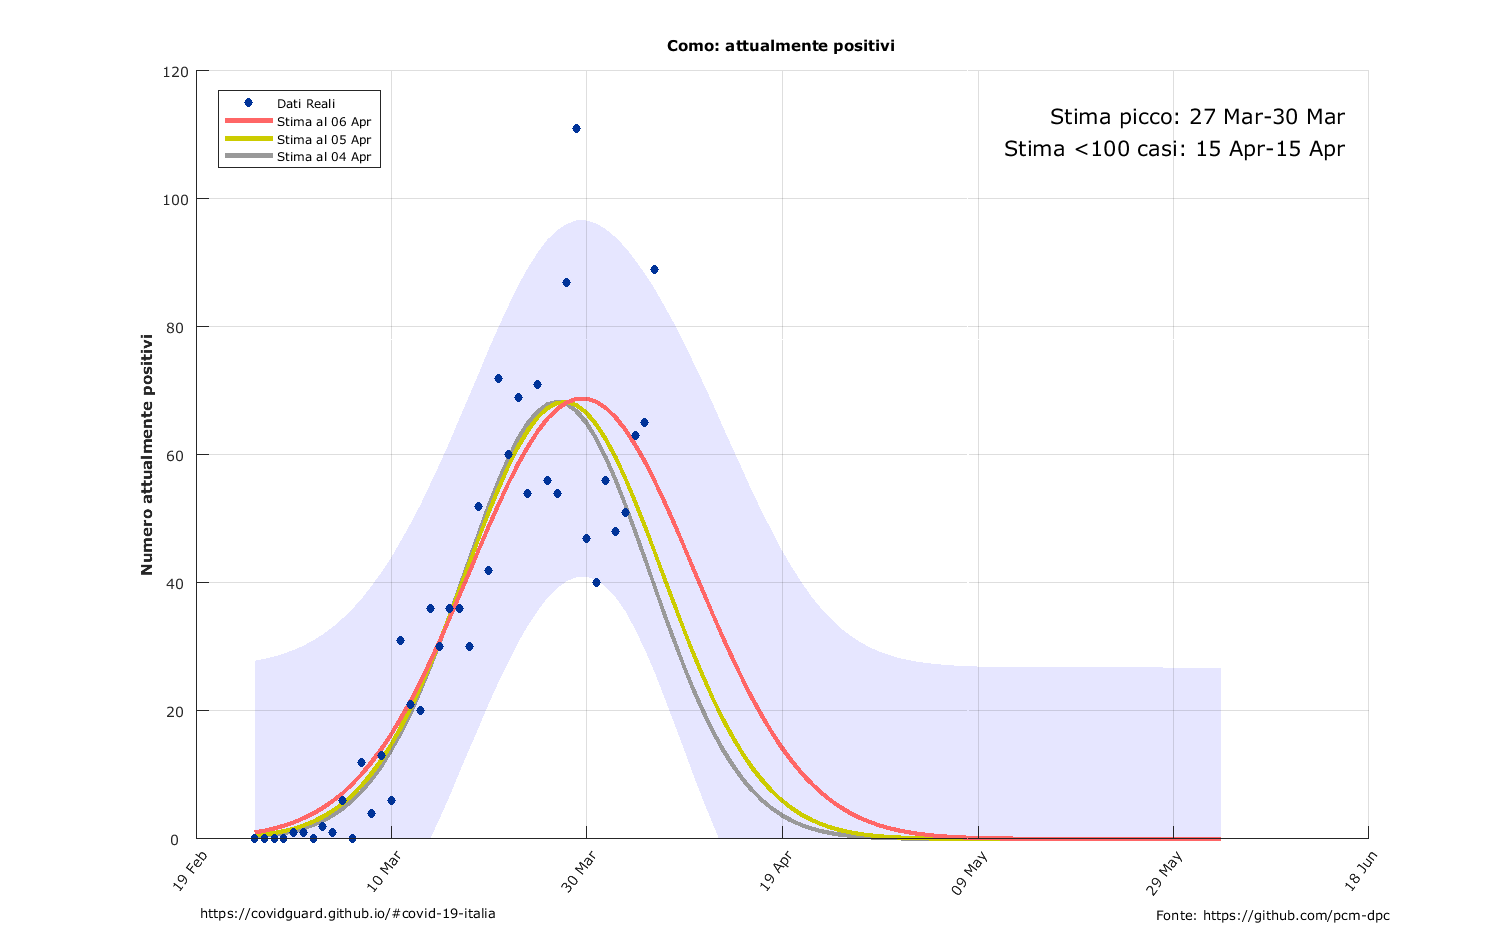 Como: attualmente positivi
120
100
80
60
40
20
0
Numero attualmente positivi
Dati Reali
Stima al 06 Apr
Stima al 05 Apr
Stima al 04 Apr
Stima picco: 27 Mar-30 Mar
Stima <100 casi: 15 Apr-15 Apr
19 Feb
10 Mar
30 Mar
19 Apr
09 May
29 May
18 Jun
https://covidguard.github.io/#covid-19-italia
Fonte: https://github.com/pcm-dpc